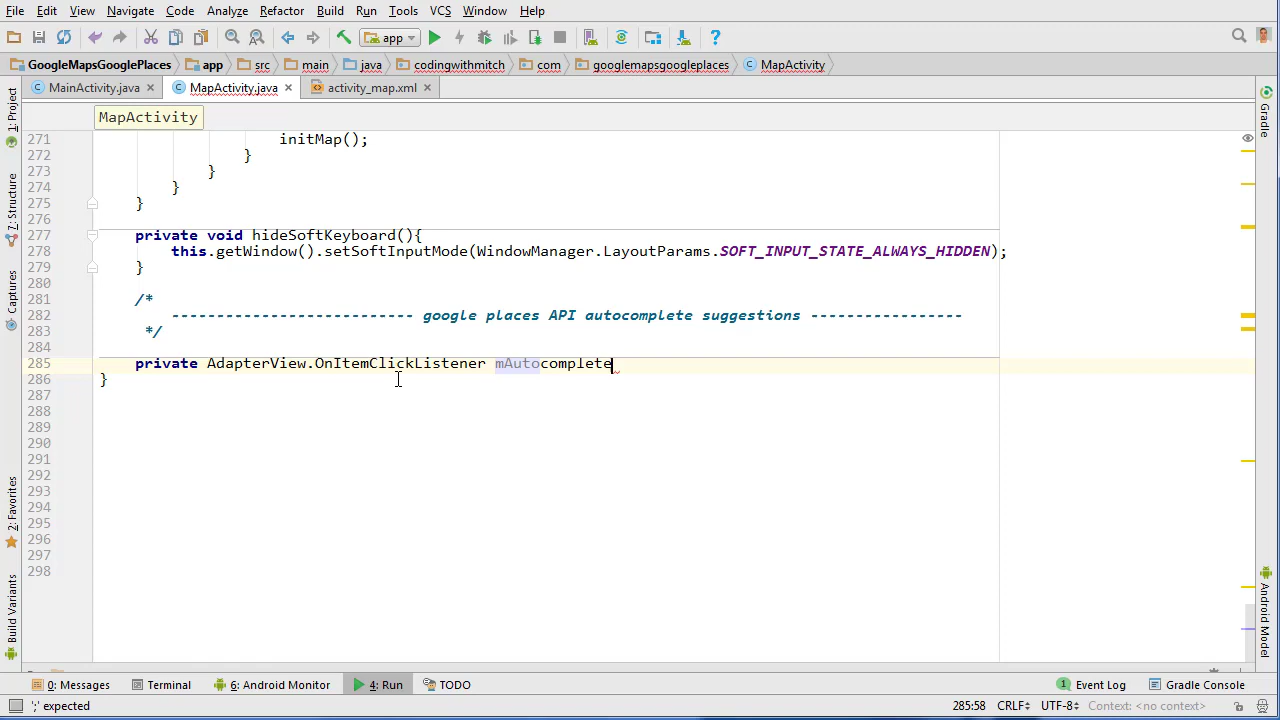 File Edit View Navigate Code Analyze Refactor Build Run Tools VCS Window Help
app
GoogleMapsGooglePlaces app src main java codingwithmitch com googlemapsgoogleplaces MapActivity
MainActivity.java MapActivity.java activity_map.xml
MapActivity
271 initMap();
272 }
273 }
274 }
275 }
276
277 private void hideSoftKeyboard(){
278 this.getWindow().setSoftInputMode(WindowManager.LayoutParams.SOFT_INPUT_STATE_ALWAYS_HIDDEN);
279 }
280
281 /*
282 --------------------------- google places API autocomplete suggestions -----------------
283 */
284
285 private AdapterView.OnItemClickListener mAutocomplete
286 }
287
288
289
290
291
292
293
294
295
296
297
298
1: Project
7: Structure
Captures
2: Favorites
Build Variants
Gradle
Android Model
0: Messages Terminal 6: Android Monitor 4: Run TODO 1 Event Log Gradle Console
';' expected 285:58 CRLF UTF-8 Context: <no context>